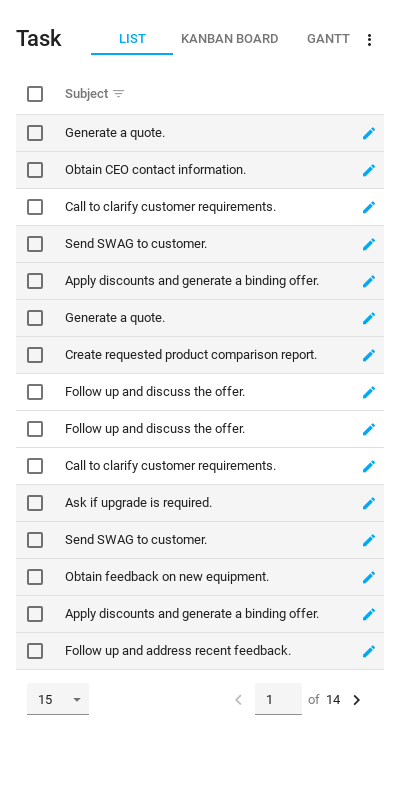 Task LIST KANBAN BOARD GANTT
Subject
Generate a quote.
Obtain CEO contact information.
Call to clarify customer requirements.
Send SWAG to customer.
Apply discounts and generate a binding offer.
Generate a quote.
Create requested product comparison report.
Follow up and discuss the offer.
Follow up and discuss the offer.
Call to clarify customer requirements.
Ask if upgrade is required.
Send SWAG to customer.
Obtain feedback on new equipment.
Apply discounts and generate a binding offer.
Follow up and address recent feedback.
15 1 of 14